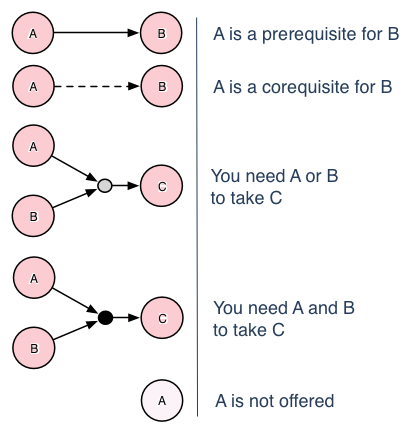 A B A is a prerequisite for B
A B A is a corequisite for B
A
B
C
You need A or B
to take C
A
B
C
You need A and B
to take C
A A is not offered